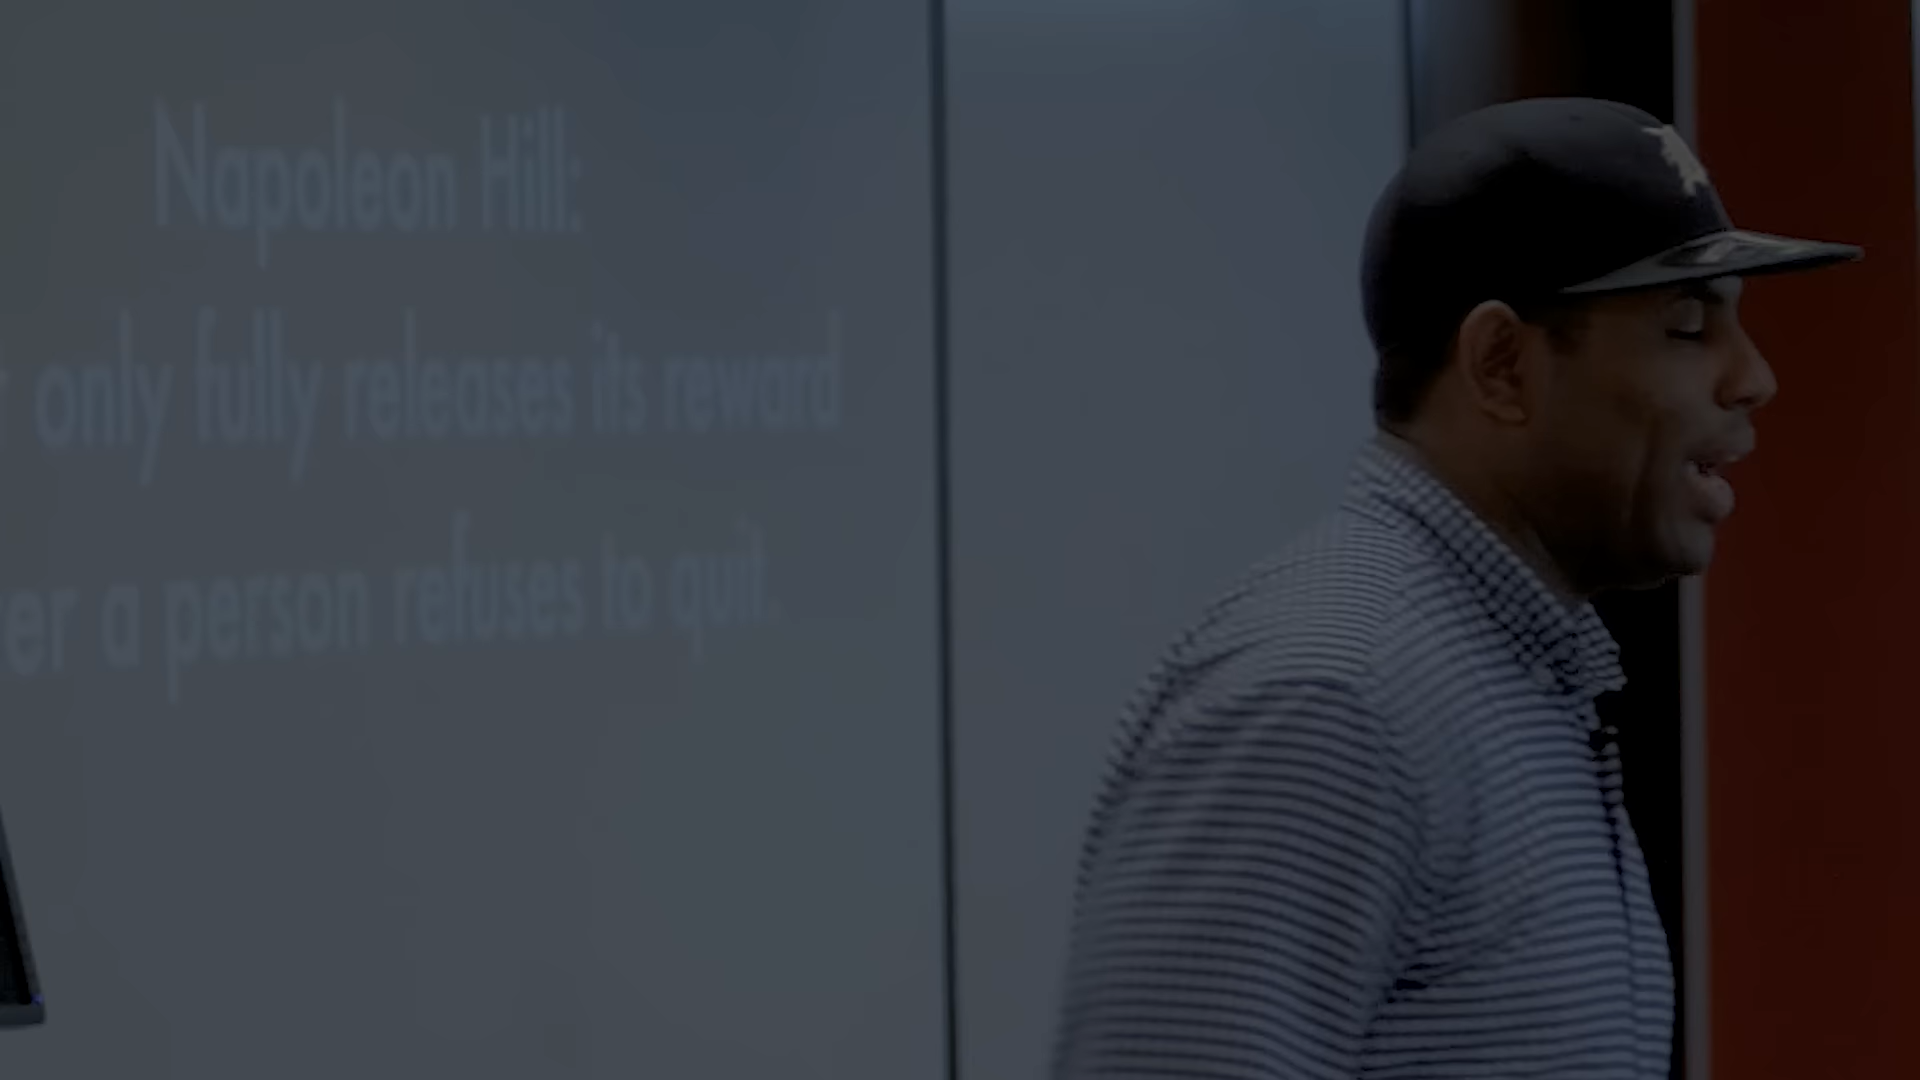 Napoleon Hill:
only fully releases its reward
er a person refuses to quit.